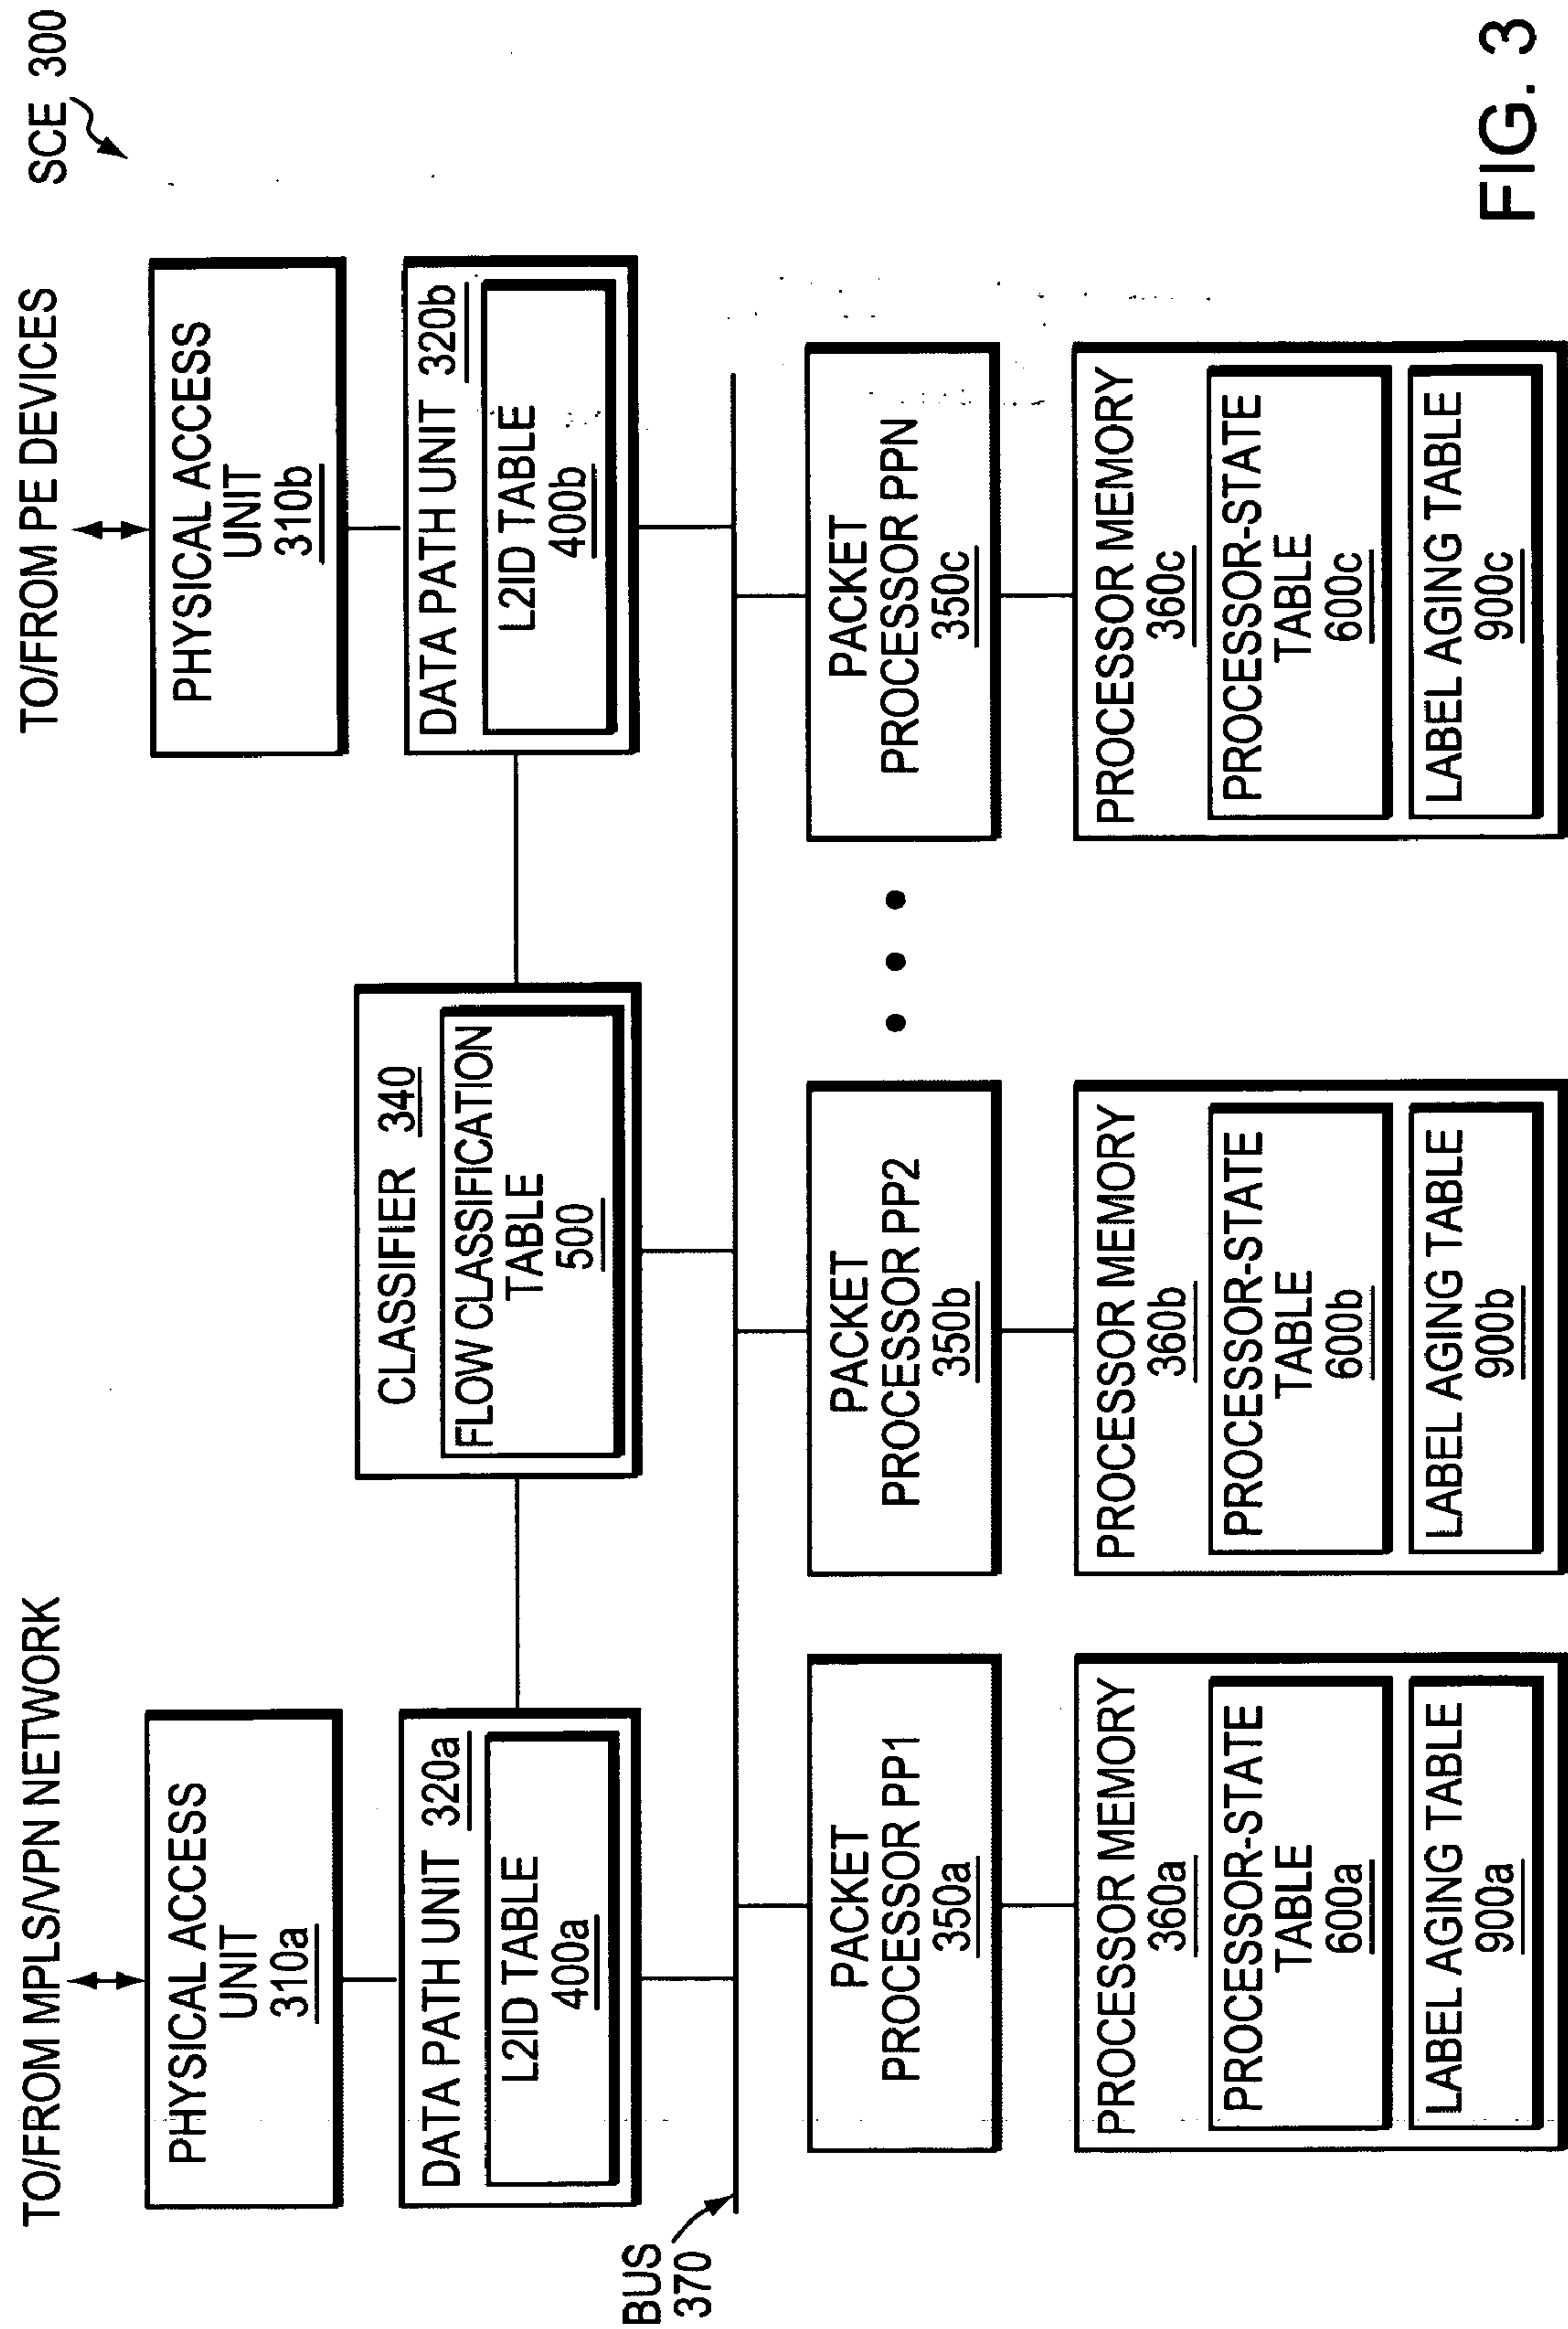 TO/FROM MPLS/VPN NETWORK
TO/FROM PE DEVICES
SCE 300
PHYSICAL ACCESS
UNIT
310a
PHYSICAL ACCESS
UNIT
310b
DATA PATH UNIT 320a
L2ID TABLE
400a
CLASSIFIER 340
FLOW CLASSIFICATION
TABLE
500
DATA PATH UNIT 320b
L2ID TABLE
400b
BUS
370
PACKET
PROCESSOR PP1
350a
PACKET
PROCESSOR PP2
350b
PACKET
PROCESSOR PPN
350c
PROCESSOR MEMORY
360a
PROCESSOR-STATE
TABLE
600a
LABEL AGING TABLE
900a
PROCESSOR MEMORY
360b
PROCESSOR-STATE
TABLE
600b
LABEL AGING TABLE
900b
PROCESSOR MEMORY
360c
PROCESSOR-STATE
TABLE
600c
LABEL AGING TABLE
900c
FIG. 3